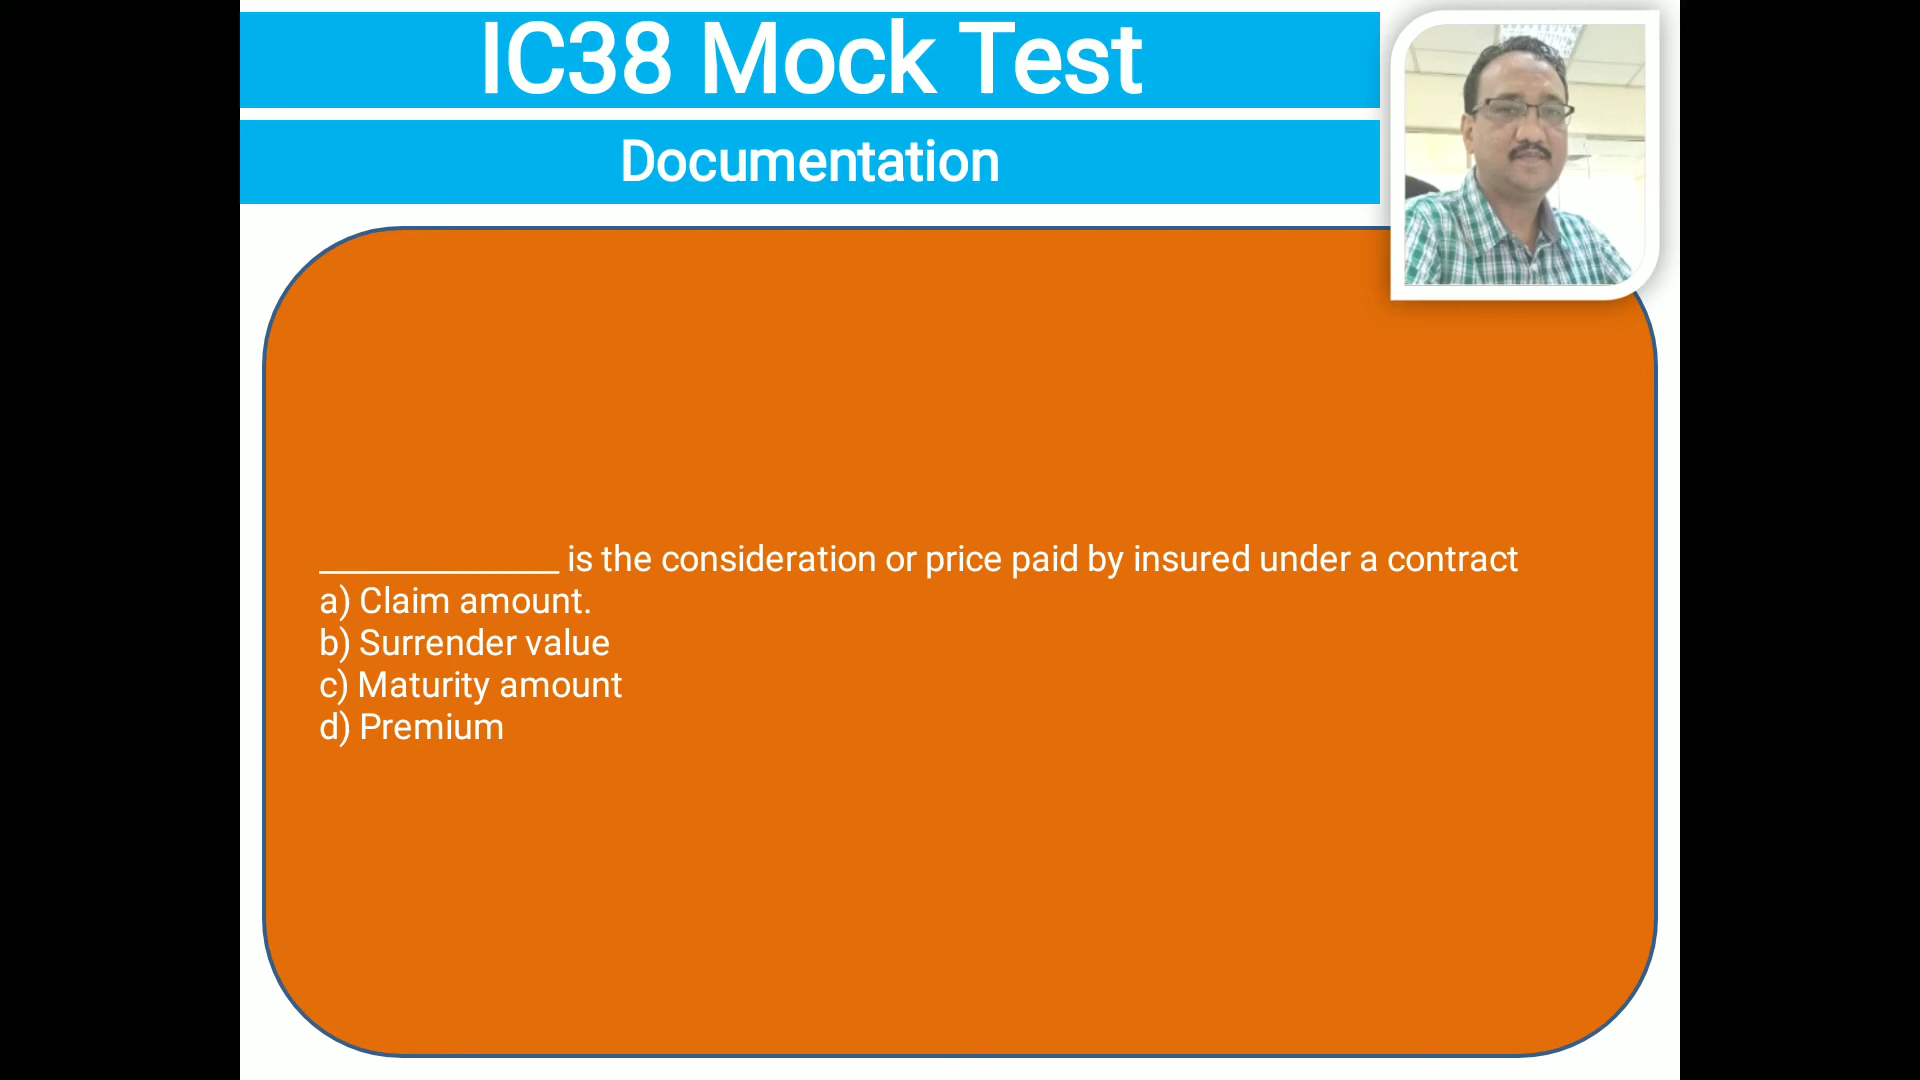 IC38 Mock Test
Documentation
_______________ is the consideration or price paid by insured under a contract
a) Claim amount.
b) Surrender value
c) Maturity amount
d) Premium